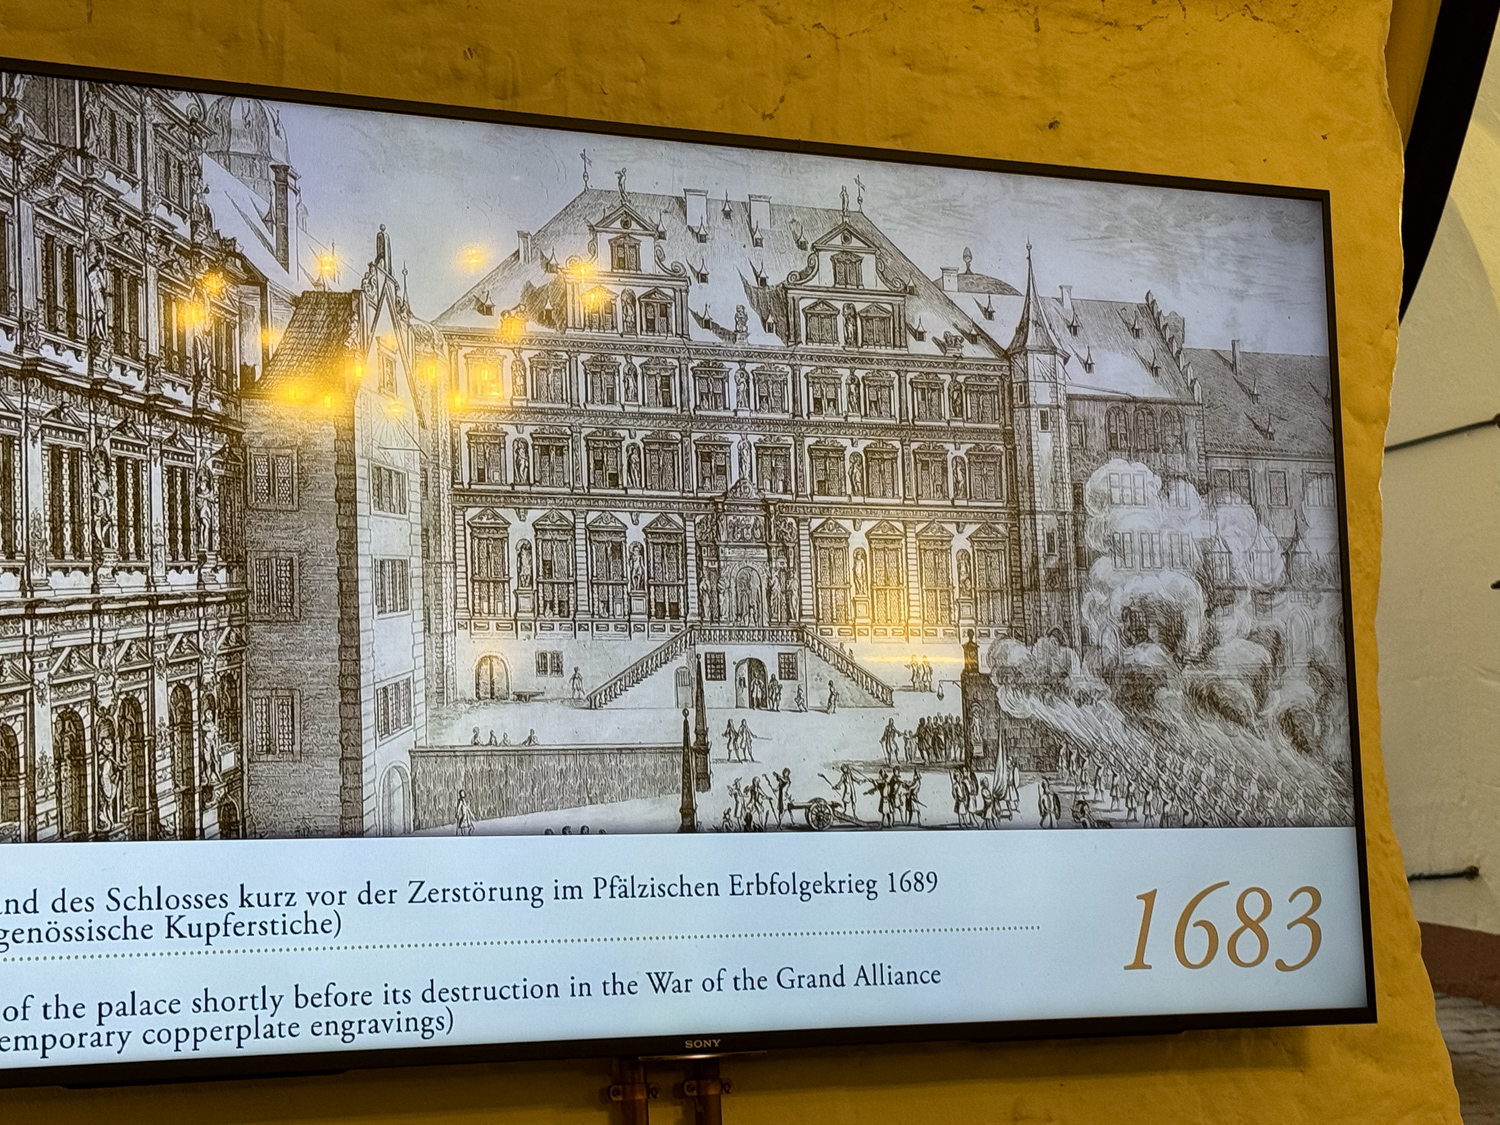 des Schlosses kurz vor der Zerstörung im Pfälzischen Erbfolgekrieg 1689
genössische Kupferstiche)
of the palace shortly before its destruction in the War of the Grand Alliance
emporary copperplate engravings)
1683
SONY